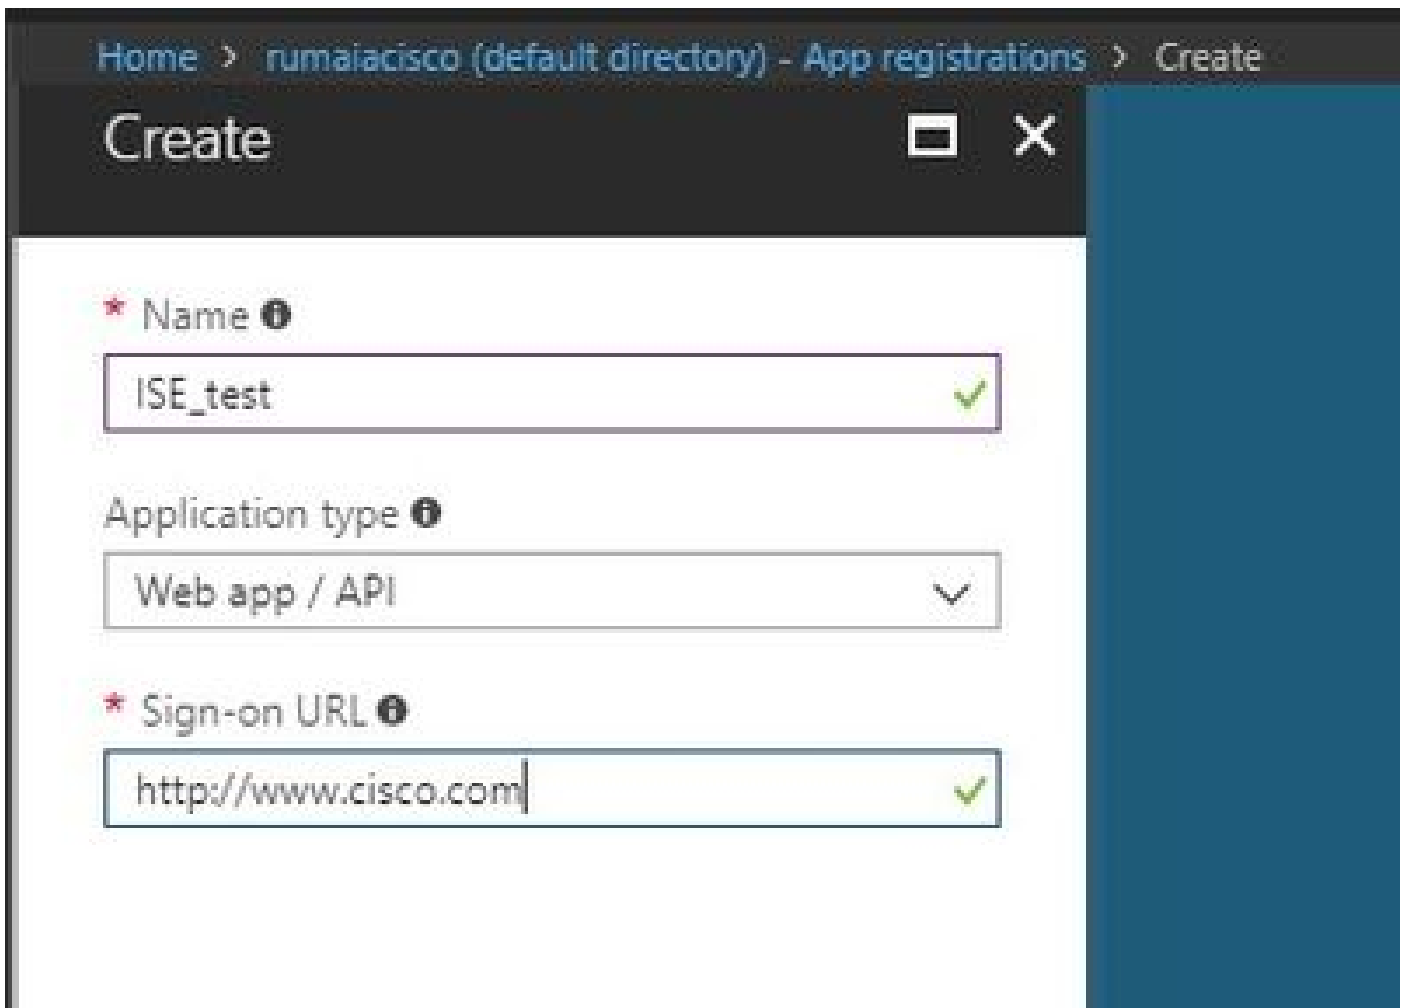 Home > rumaiacisco (default directory) - App registrations > Create
Create
* Name
ISE_test
Application type
Web app / API
* Sign-on URL
http://www.cisco.com